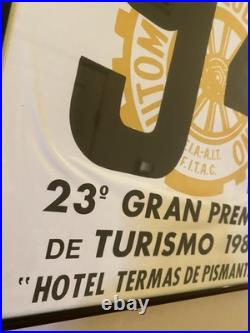 F.I.A.-A.I.T.
F.I.T.A.C.
23º GRAN PREM
DE TURISMO 198
"HOTEL TERMAS DE PISMANT